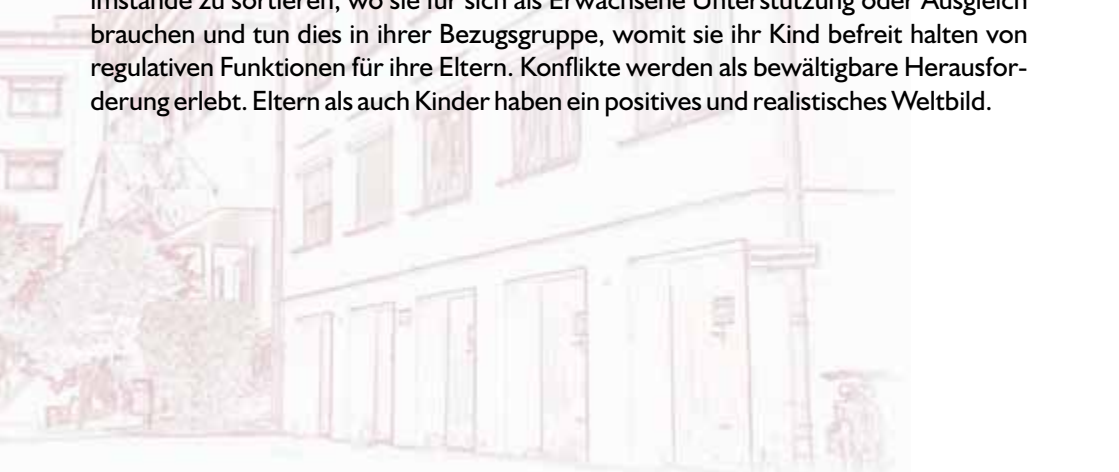 imstande zu sortieren, wo sie für sich als Erwachsene Unterstützung oder Ausgleich
brauchen und tun dies in ihrer Bezugsgruppe, womit sie ihr Kind befreit halten von
regulativen Funktionen für ihre Eltern. Konflikte werden als bewältigbare Herausfor-
derung erlebt. Eltern als auch Kinder haben ein positives und realistisches Weltbild.